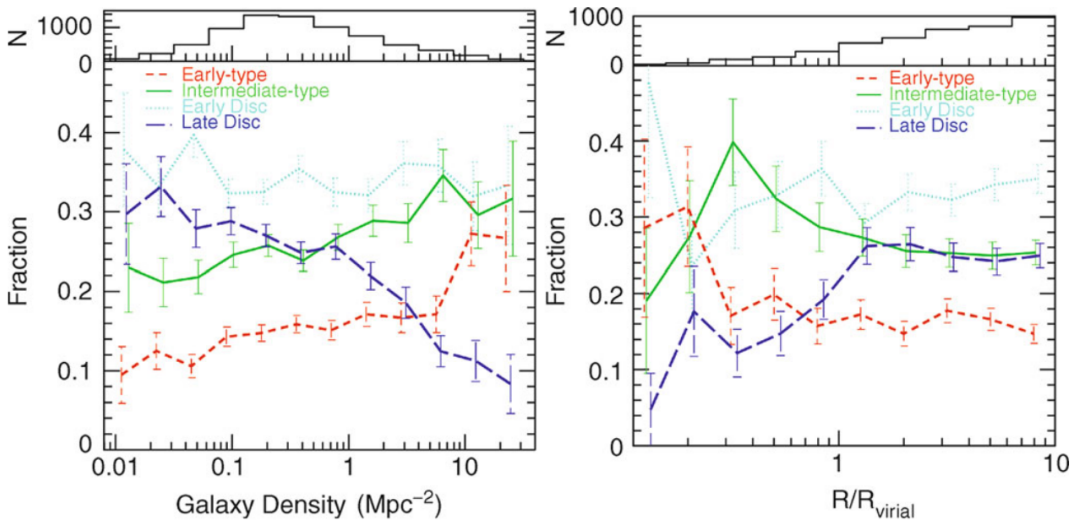 1000
0
N
Early-type
Intermediate-type
Early Disc
Late Disc
0.4
0.3
0.2
0.1
0
Fraction
0.01
0.1
1
10
Galaxy Density (Mpc⁻²)
1000
0
N
Early-type
Intermediate-type
Early Disc
Late Disc
0.4
0.3
0.2
0.1
0
Fraction
1
10
R/Rvirial